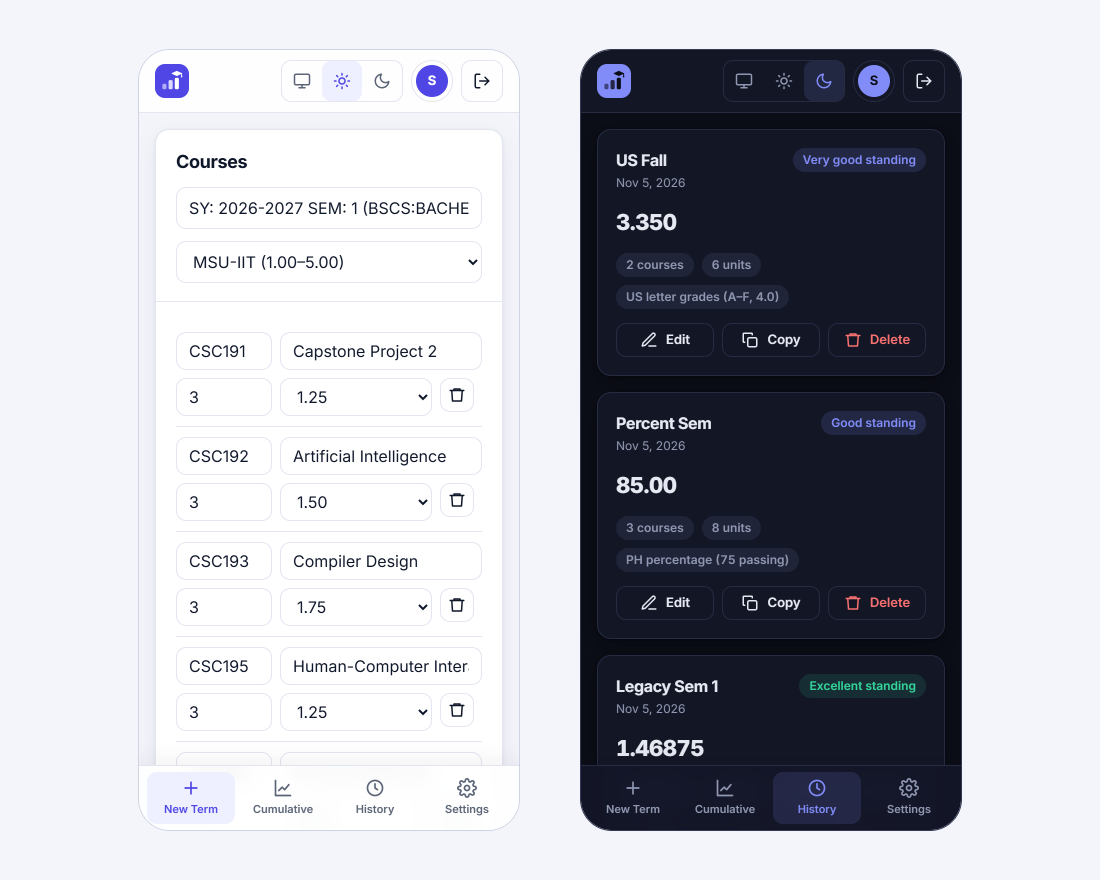 S
Courses
SY: 2026-2027 SEM: 1 (BSCS:BACHE
MSU-IIT (1.00–5.00)
CSC191
Capstone Project 2
3
1.25
CSC192
Artificial Intelligence
3
1.50
CSC193
Compiler Design
3
1.75
CSC195
Human-Computer Inter
3
1.25
New Term
Cumulative
History
Settings
S
US Fall
Very good standing
Nov 5, 2026
3.350
2 courses
6 units
US letter grades (A–F, 4.0)
Edit
Copy
Delete
Percent Sem
Good standing
Nov 5, 2026
85.00
3 courses
8 units
PH percentage (75 passing)
Edit
Copy
Delete
Legacy Sem 1
Excellent standing
Nov 5, 2026
1.46875
New Term
Cumulative
History
Settings